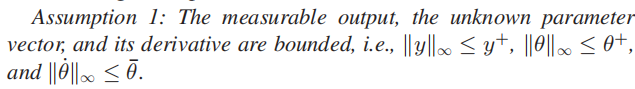 Assumption 1: The measurable output, the unknown parameter
vector, and its derivative are bounded, i.e., ‖y‖∞ ≤ y⁺, ‖θ‖∞ ≤ θ⁺,
and ‖θ̇‖∞ ≤ θ̄.